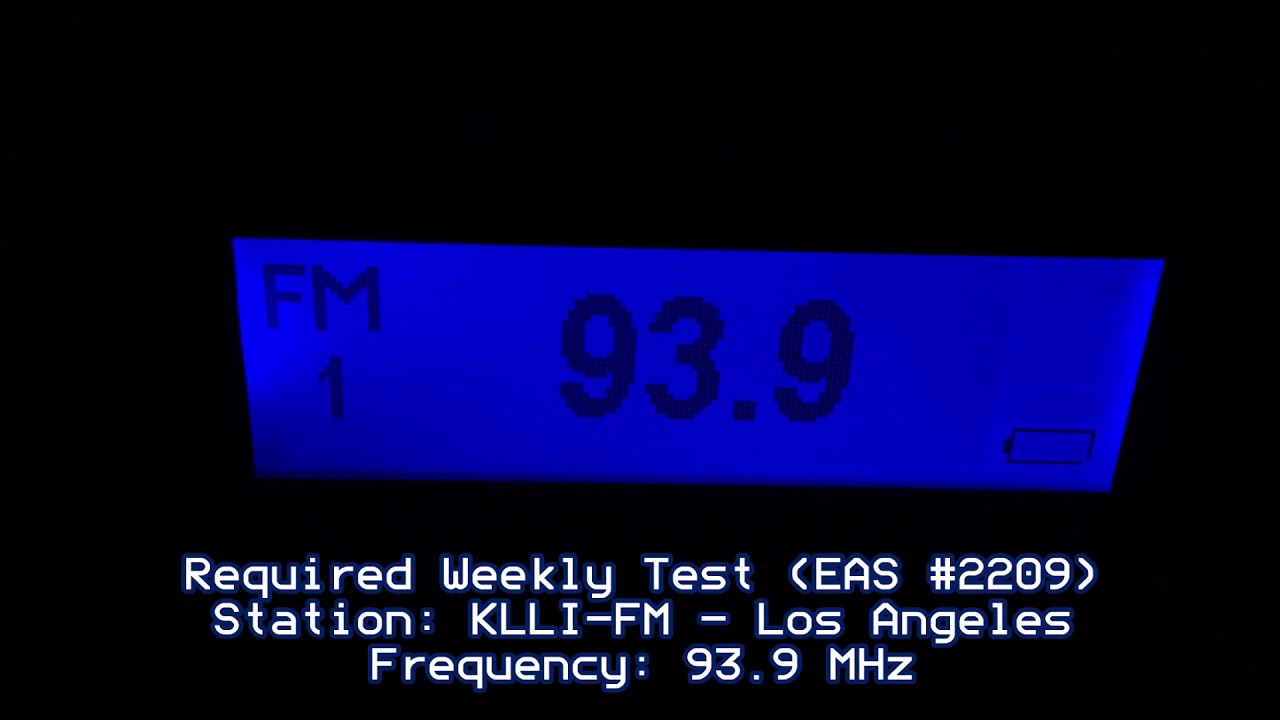 FM
93.9
1
Required Weekly Test (EAS #2209)
Station: KLLI-FM - Los Angeles
Frequency: 93.9 MHz